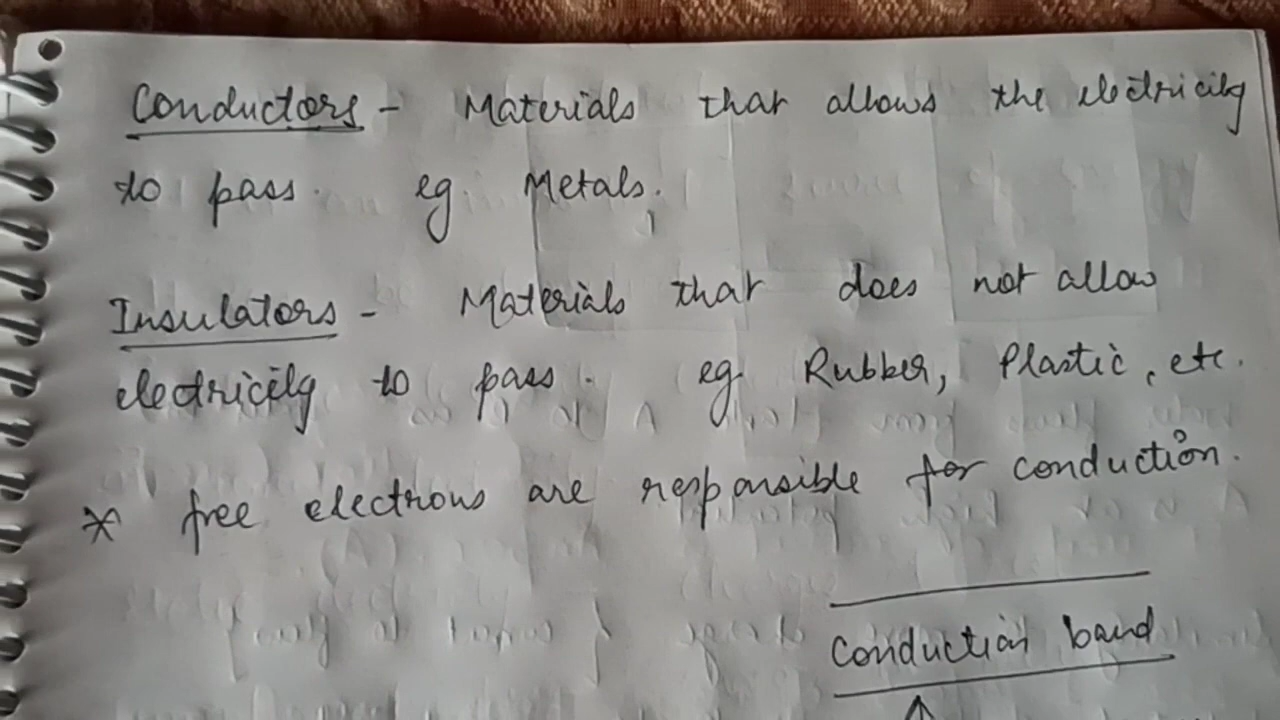 Conductors - Materials that allows the electricity
to pass. eg. Metals.
Insulators - Materials that does not allow
electricity to pass. eg. Rubber, Plastic, etc.
* free electrons are responsible for conduction.
Conduction band